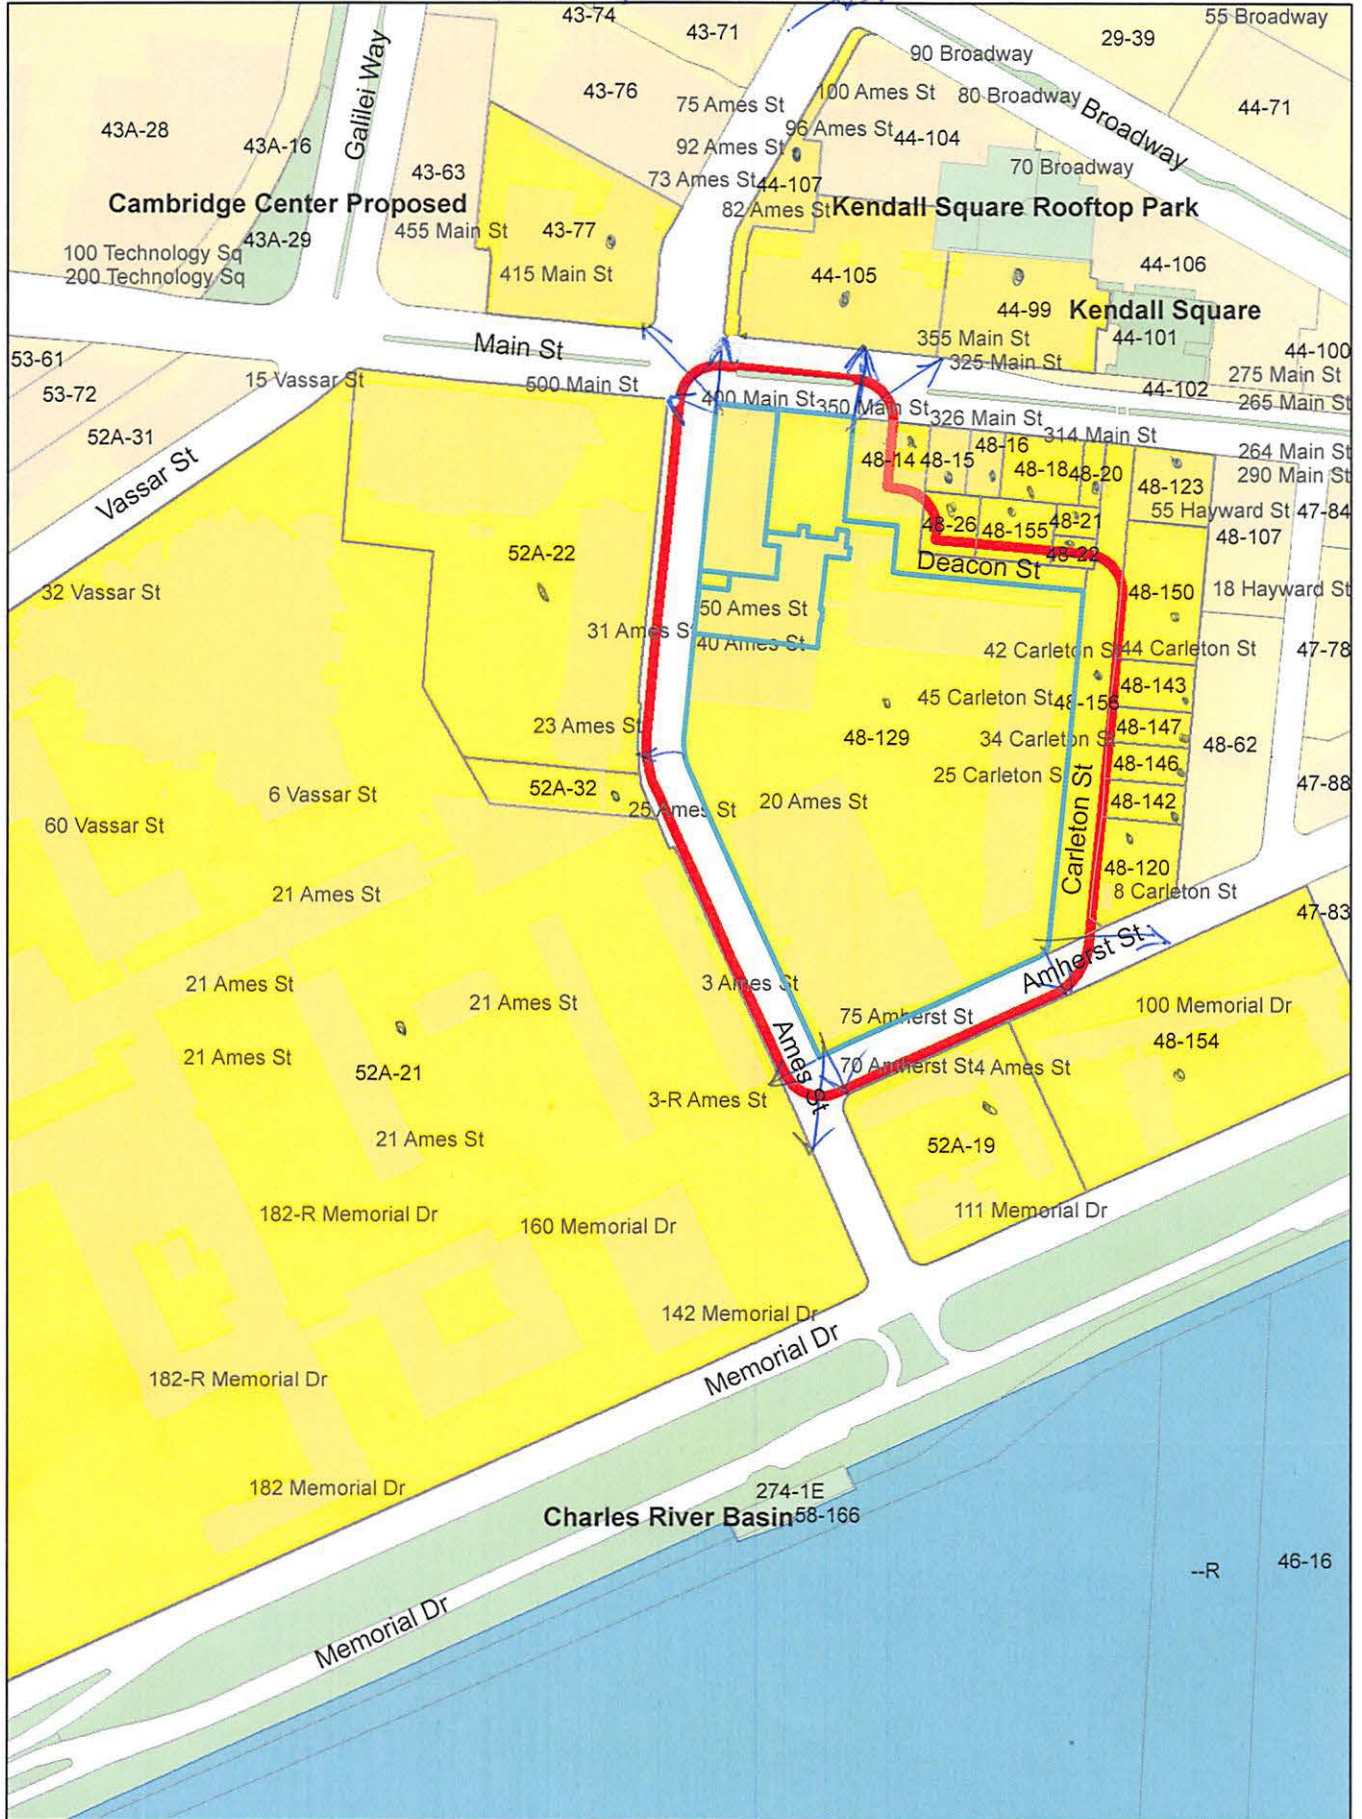 43-74
55 Broadway
43-71
29-39
90 Broadway
43-76
75 Ames St
100 Ames St
80 Broadway
Broadway
44-71
43A-28
43A-16
Galilei Way
96 Ames St
44-104
92 Ames St
70 Broadway
43-63
73 Ames St
44-107
Cambridge Center Proposed
82 Ames St
Kendall Square Rooftop Park
455 Main St
43-77
43A-29
100 Technology Sq
200 Technology Sq
415 Main St
44-105
44-106
44-99
Kendall Square
355 Main St
44-101
Main St
325 Main St
44-100
53-61
15 Vassar St
500 Main St
275 Main St
53-72
400 Main St
350 Main St
44-102
265 Main St
326 Main St
52A-31
314 Main St
48-16
264 Main St
48-14
48-15
48-18
48-20
290 Main St
Vassar St
48-123
55 Hayward St
47-84
48-26
48-155
48-21
48-107
52A-22
48-22
Deacon St
32 Vassar St
48-150
18 Hayward St
50 Ames St
31 Ames St
40 Ames St
42 Carleton St
44 Carleton St
47-78
48-143
45 Carleton St
48-156
23 Ames St
48-147
48-129
34 Carleton St
48-62
48-146
25 Carleton St
47-88
52A-32
6 Vassar St
20 Ames St
48-142
25 Ames St
60 Vassar St
Carleton St
48-120
21 Ames St
8 Carleton St
47-83
Amherst St
21 Ames St
3 Ames St
21 Ames St
100 Memorial Dr
75 Amherst St
48-154
21 Ames St
Ames St
52A-21
70 Amherst St
4 Ames St
3-R Ames St
21 Ames St
52A-19
182-R Memorial Dr
160 Memorial Dr
111 Memorial Dr
142 Memorial Dr
Memorial Dr
182-R Memorial Dr
182 Memorial Dr
274-1E
Charles River Basin
58-166
--R
46-16
Memorial Dr